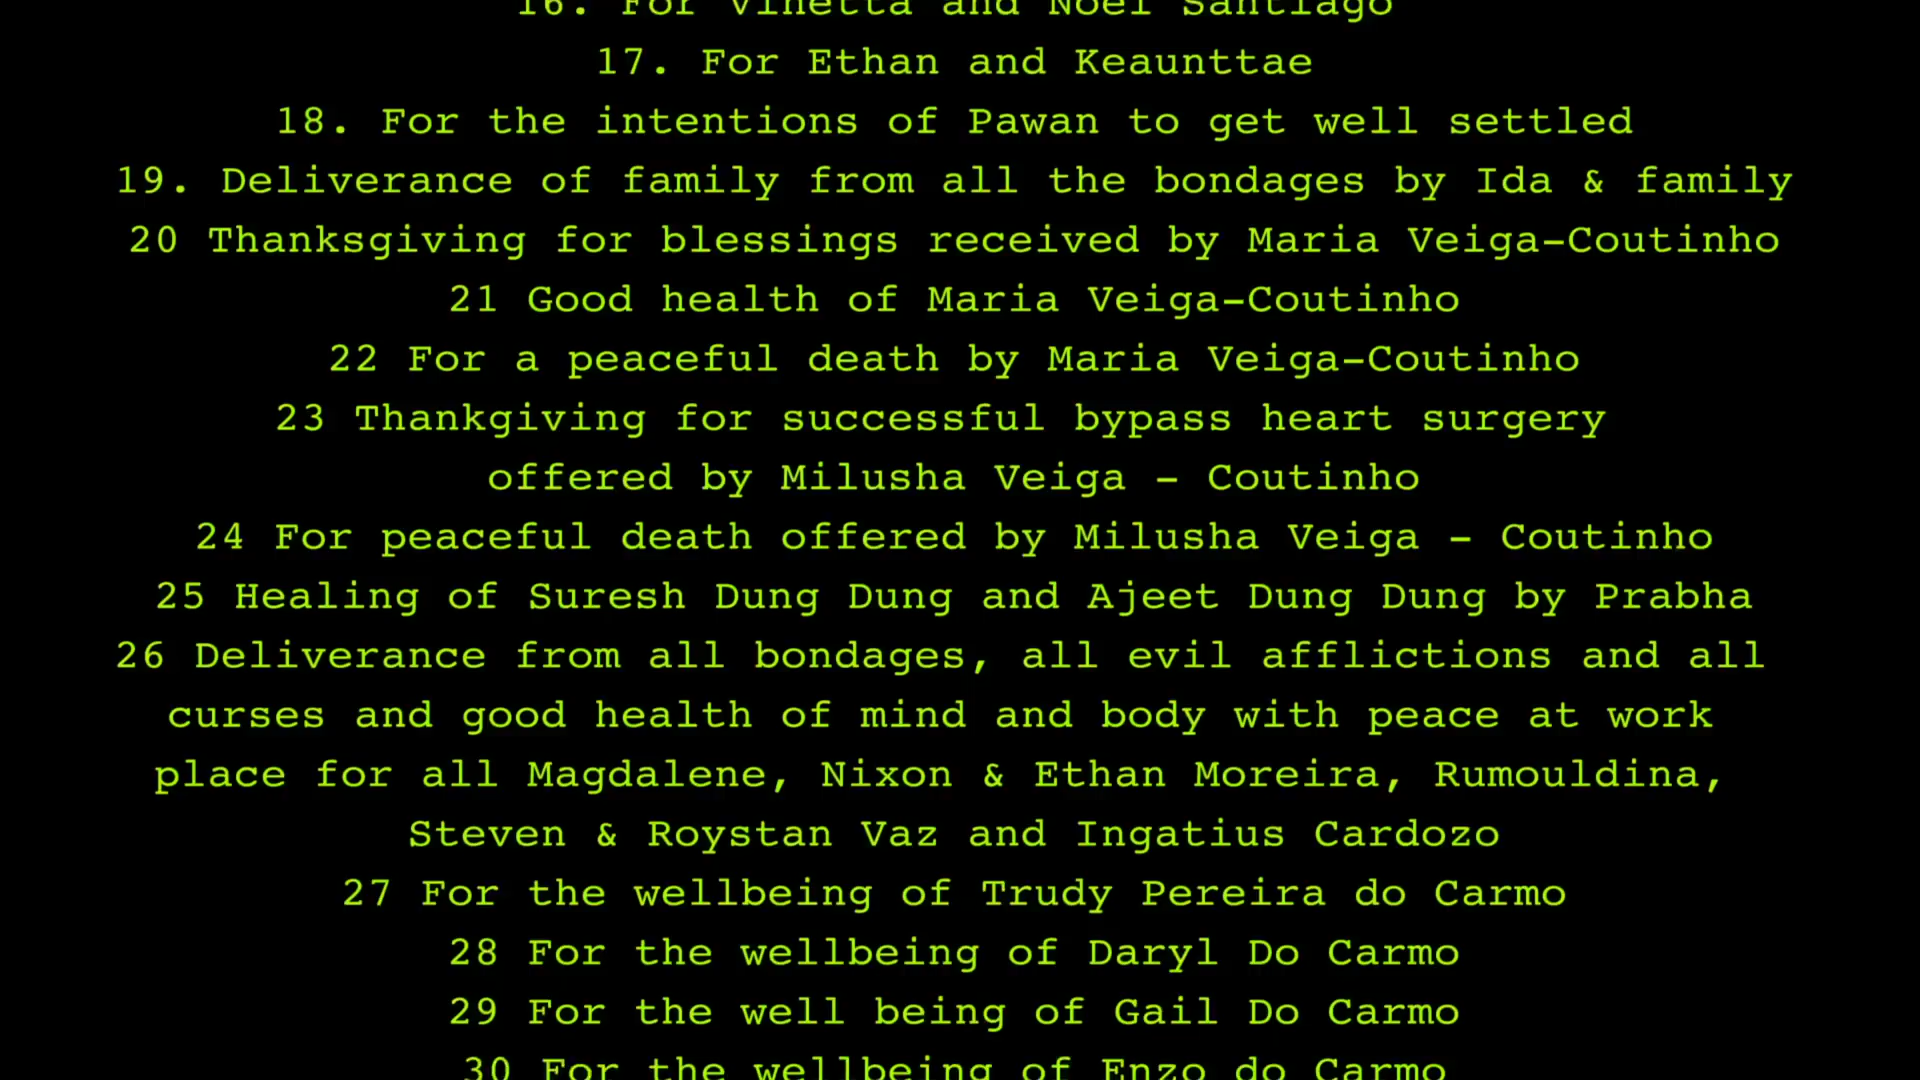 16. For Vinetta and Noel Santiago
17. For Ethan and Keaunttae
18. For the intentions of Pawan to get well settled
19. Deliverance of family from all the bondages by Ida & family
20 Thanksgiving for blessings received by Maria Veiga-Coutinho
21 Good health of Maria Veiga-Coutinho
22 For a peaceful death by Maria Veiga-Coutinho
23 Thankgiving for successful bypass heart surgery
offered by Milusha Veiga - Coutinho
24 For peaceful death offered by Milusha Veiga - Coutinho
25 Healing of Suresh Dung Dung and Ajeet Dung Dung by Prabha
26 Deliverance from all bondages, all evil afflictions and all
curses and good health of mind and body with peace at work
place for all Magdalene, Nixon & Ethan Moreira, Rumouldina,
Steven & Roystan Vaz and Ingatius Cardozo
27 For the wellbeing of Trudy Pereira do Carmo
28 For the wellbeing of Daryl Do Carmo
29 For the well being of Gail Do Carmo
30 For the wellbeing of Enzo do Carmo